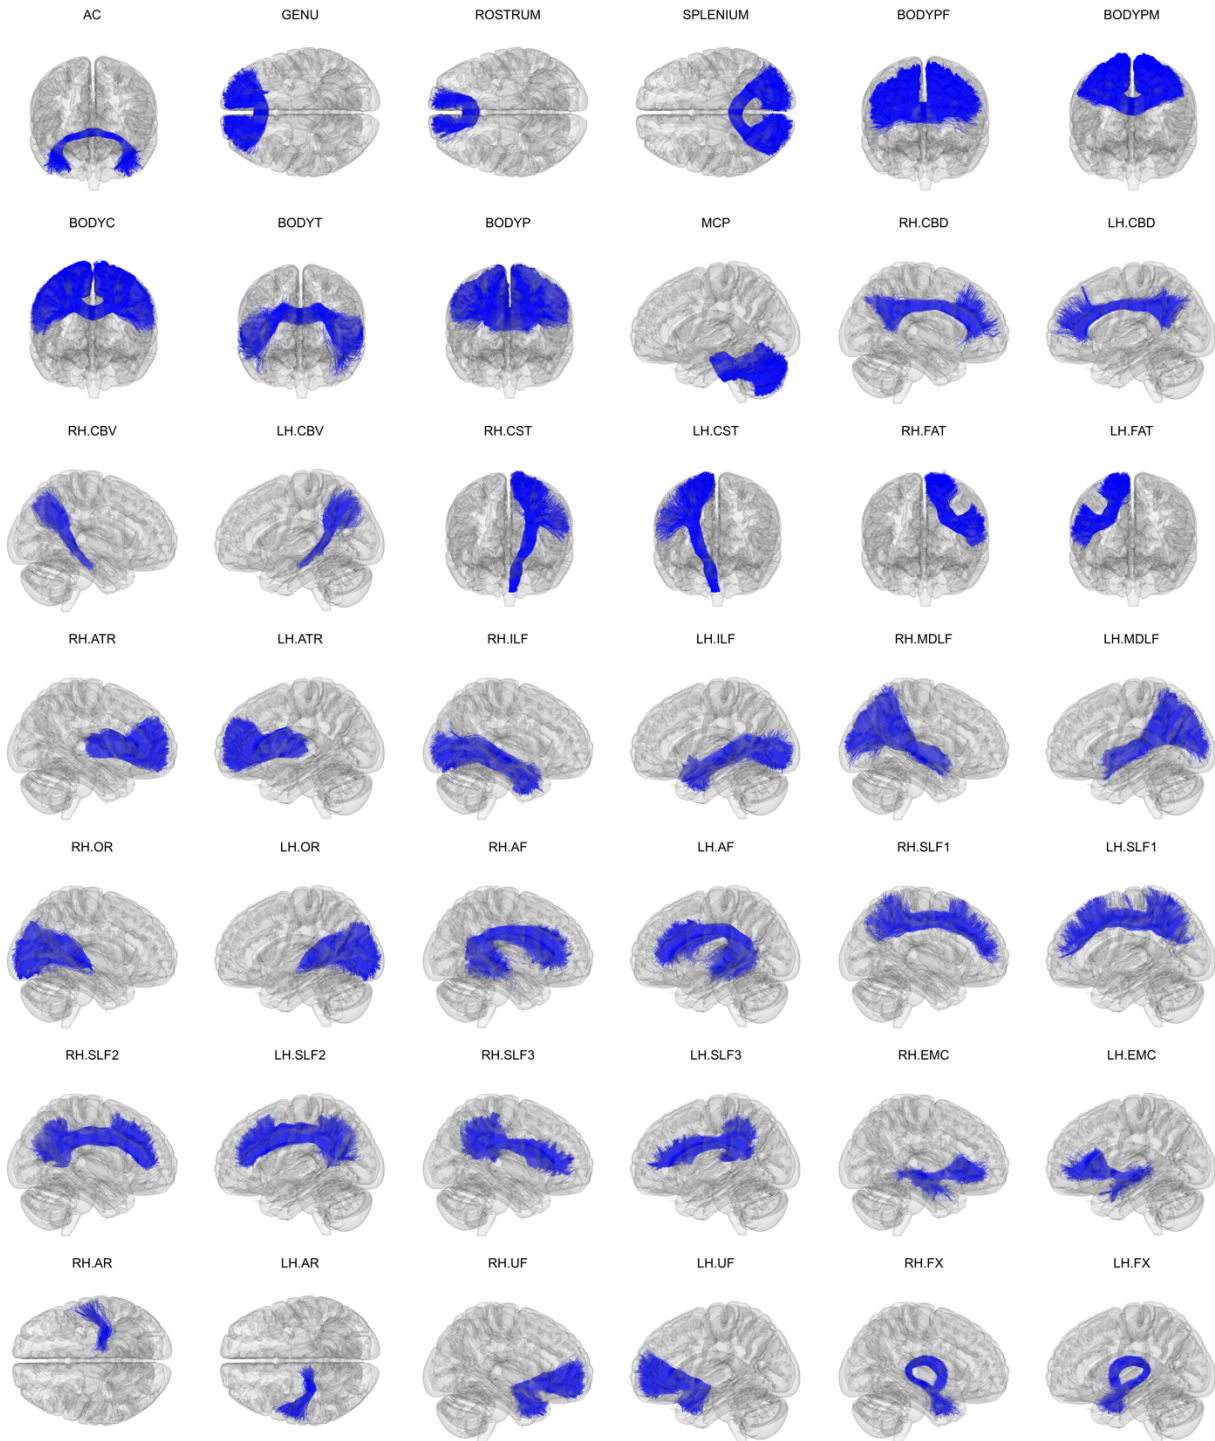 AC GENU ROSTRUM SPLENIUM BODYPF BODYPM
BODYC BODYT BODYP MCP RH.CBD LH.CBD
RH.CBV LH.CBV RH.CST LH.CST RH.FAT LH.FAT
RH.ATR LH.ATR RH.ILF LH.ILF RH.MDLF LH.MDLF
RH.OR LH.OR RH.AF LH.AF RH.SLF1 LH.SLF1
RH.SLF2 LH.SLF2 RH.SLF3 LH.SLF3 RH.EMC LH.EMC
RH.AR LH.AR RH.UF LH.UF RH.FX LH.FX